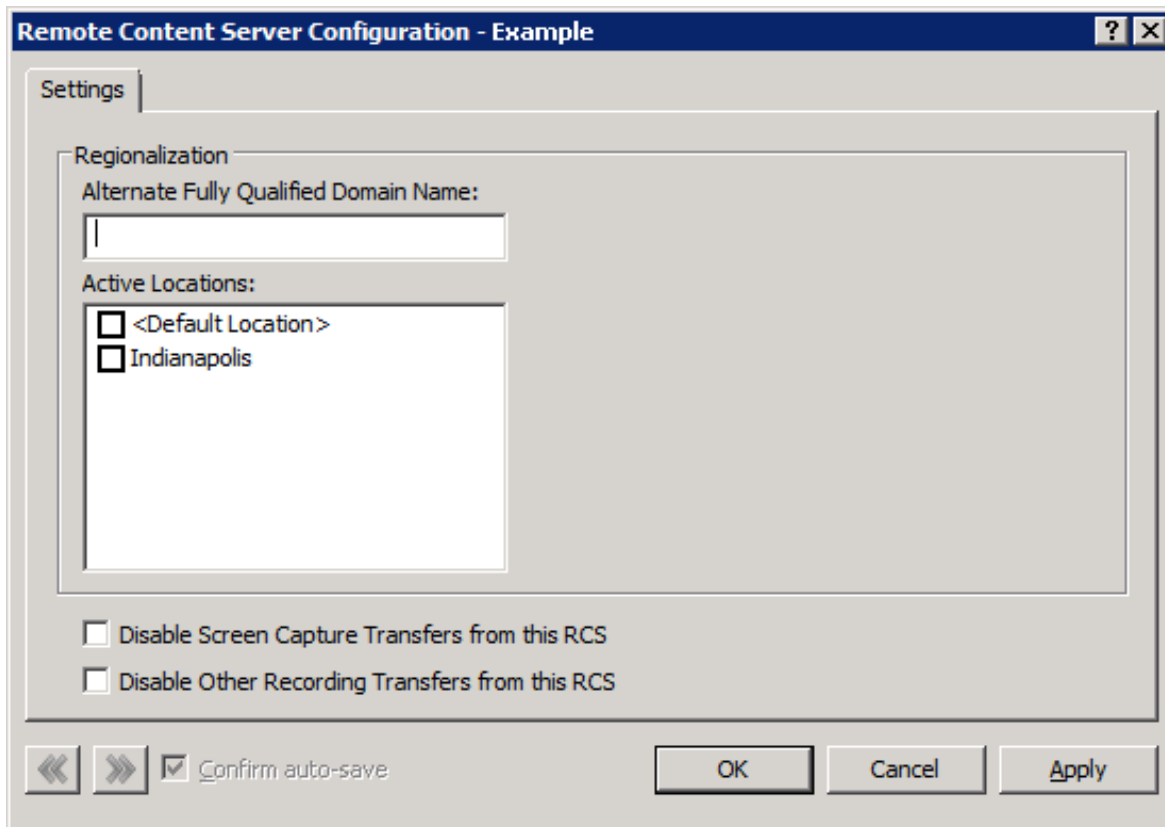 Remote Content Server Configuration - Example
Settings
Regionalization
Alternate Fully Qualified Domain Name:
Active Locations:
<Default Location>
Indianapolis
Disable Screen Capture Transfers from this RCS
Disable Other Recording Transfers from this RCS
Confirm auto-save
OK
Cancel
Apply